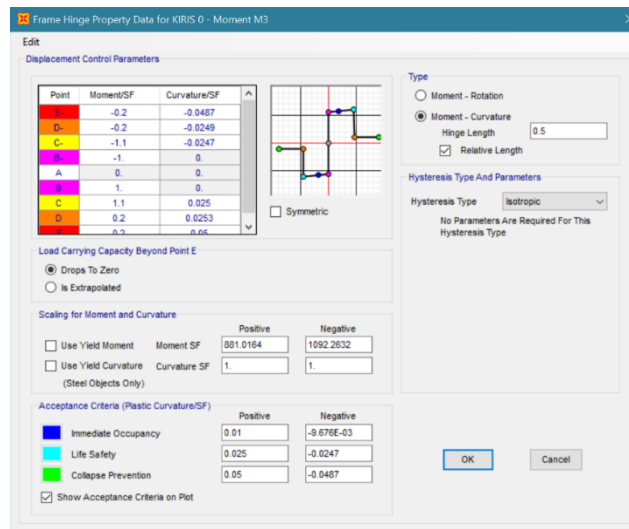 Frame Hinge Property Data for KIRIS 0 - Moment M3
Edit
Displacement Control Parameters
Point Moment/SF Curvature/SF
E- -0.2 -0.0487
D- -0.2 -0.0249
C- -1.1 -0.0247
B- -1. 0.
A 0. 0.
B 1. 0.
C 1.1 0.025
D 0.2 0.0253
E 0.2 0.05
Symmetric
Type
Moment - Rotation
Moment - Curvature
Hinge Length 0.5
Relative Length
Hysteresis Type And Parameters
Hysteresis Type Isotropic
No Parameters Are Required For This
Hysteresis Type
Load Carrying Capacity Beyond Point E
Drops To Zero
Is Extrapolated
Scaling for Moment and Curvature
Positive Negative
Use Yield Moment Moment SF 881.0164 1092.2632
Use Yield Curvature Curvature SF 1. 1.
(Steel Objects Only)
Acceptance Criteria (Plastic Curvature/SF)
Positive Negative
Immediate Occupancy 0.01 -9.676E-03
Life Safety 0.025 -0.0247
Collapse Prevention 0.05 -0.0487
Show Acceptance Criteria on Plot
OK Cancel